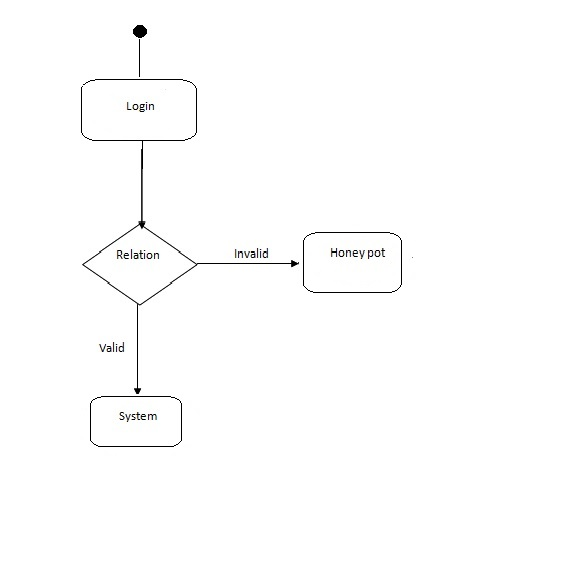 Login
Relation
Invalid
Honey pot
Valid
System